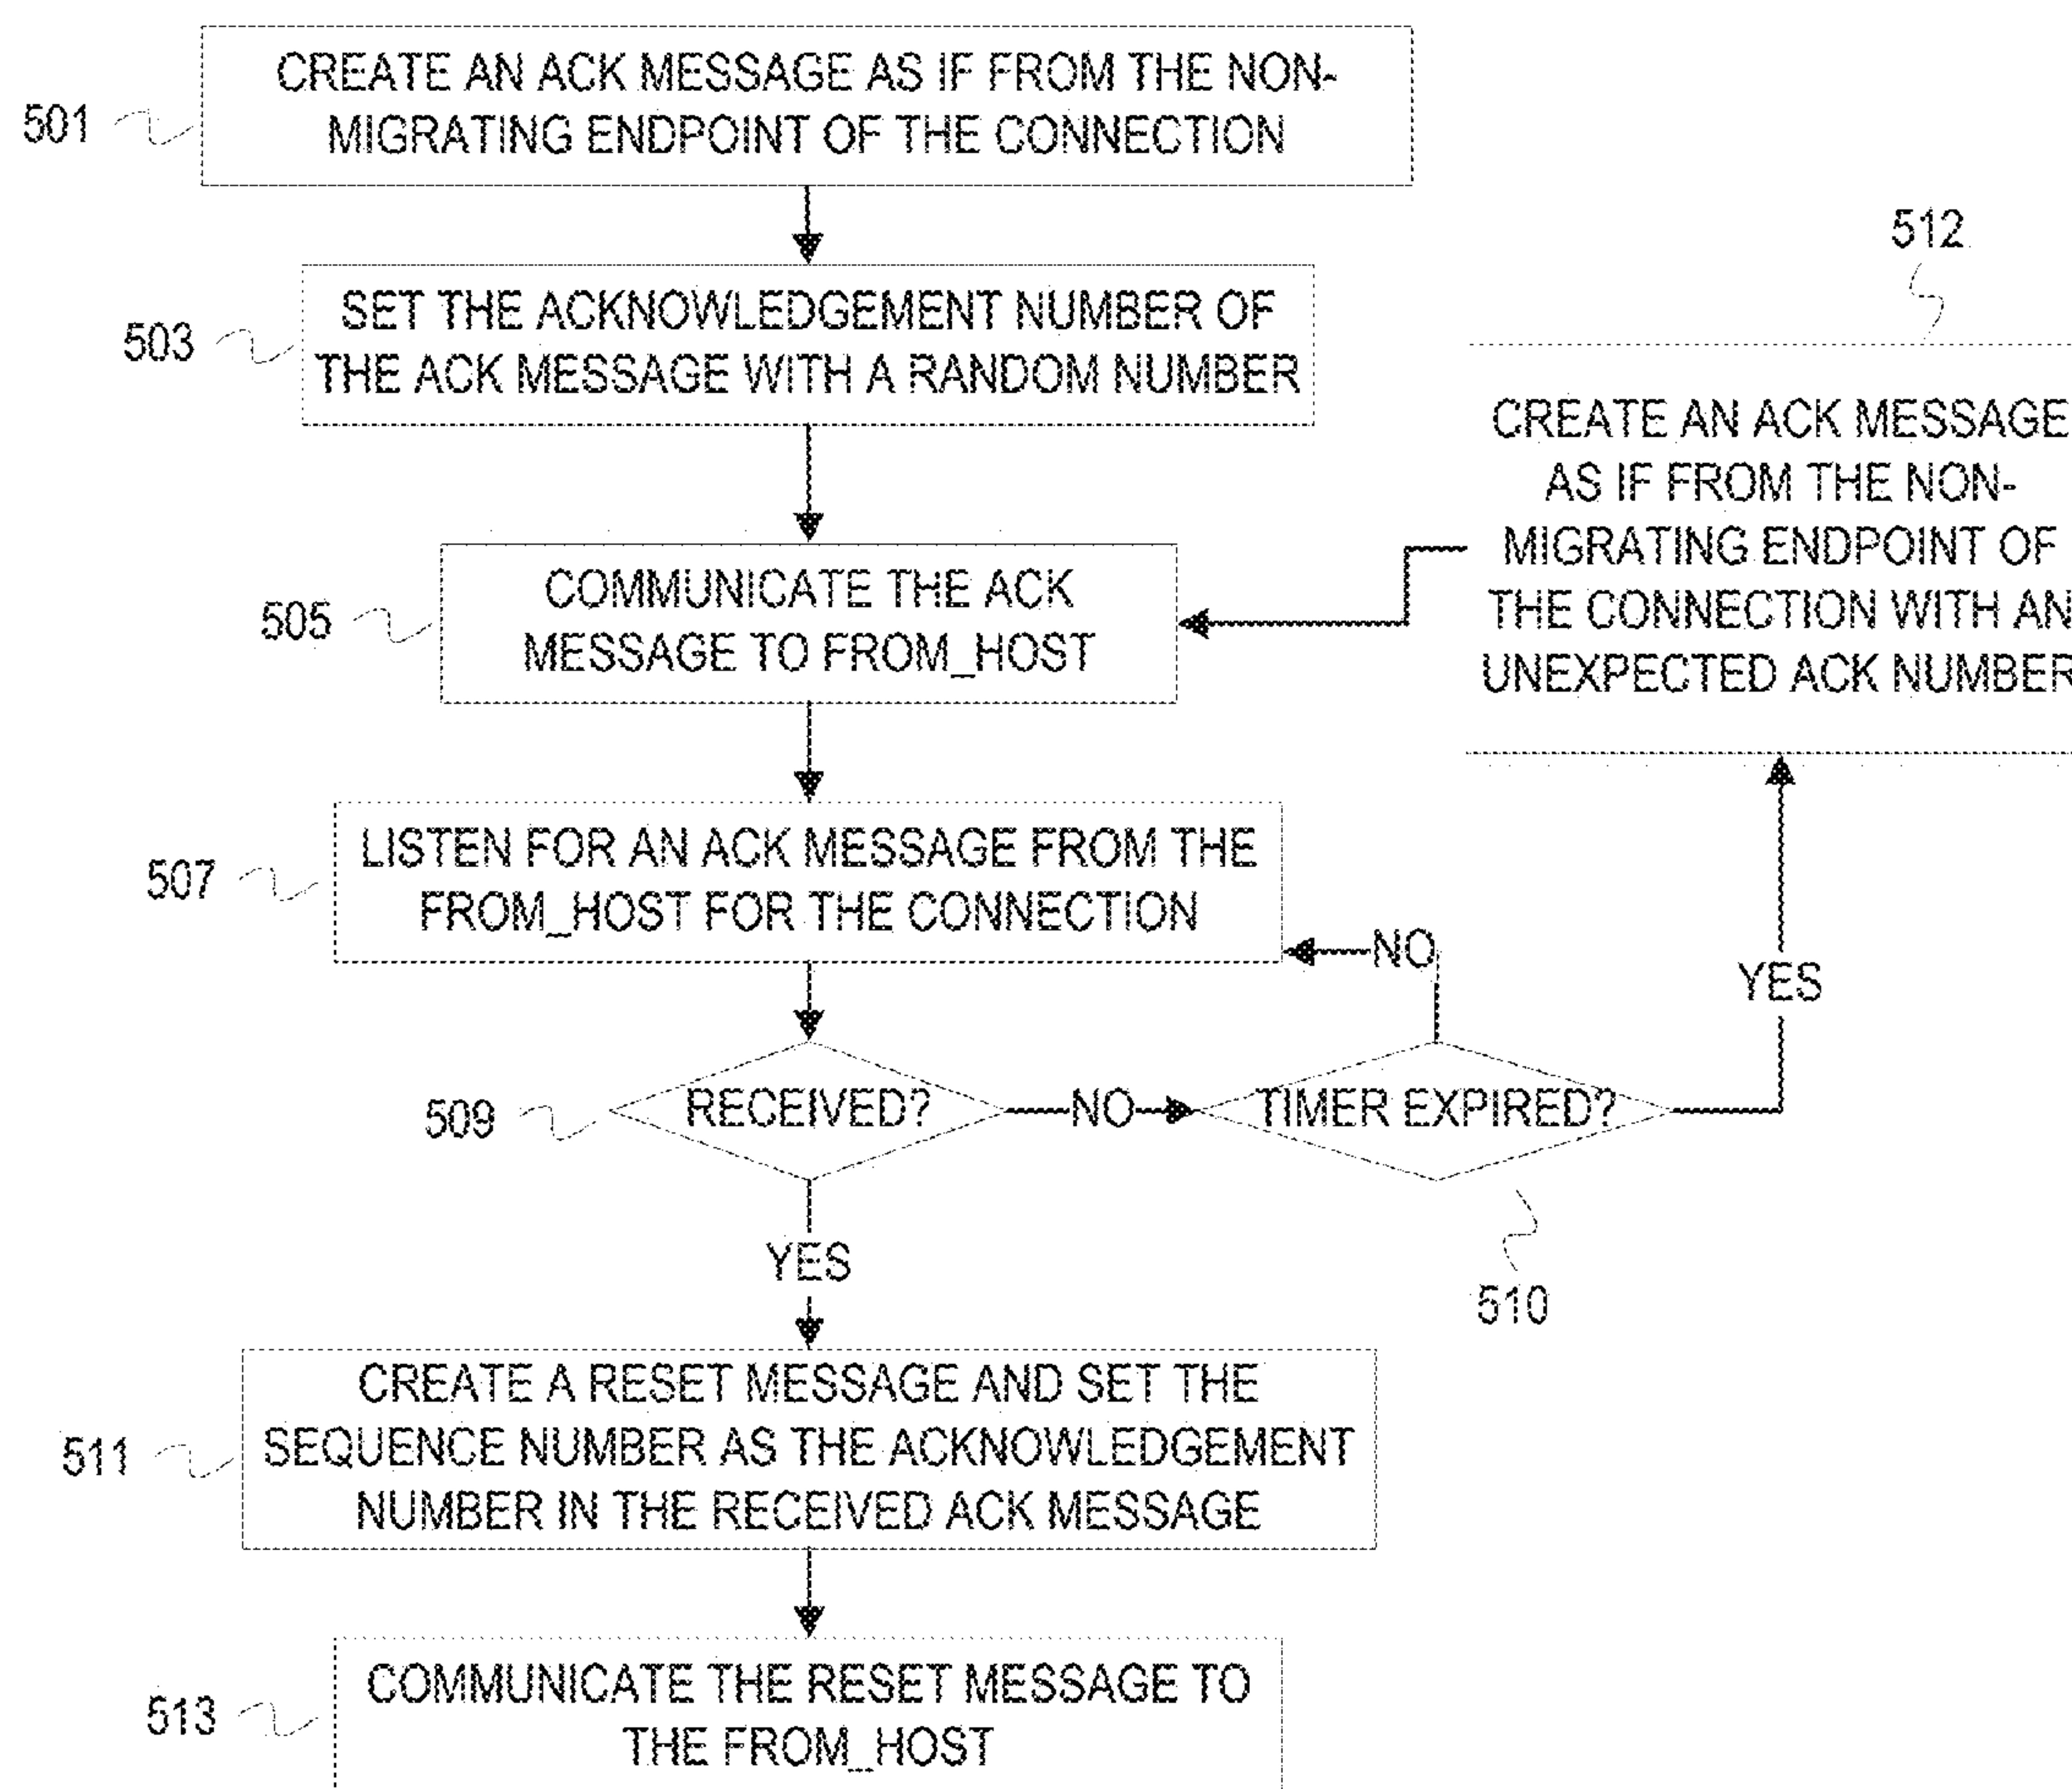 CREATE AN ACK MESSAGE AS IF FROM THE NON-
MIGRATING ENDPOINT OF THE CONNECTION
501
512
SET THE ACKNOWLEDGEMENT NUMBER OF
THE ACK MESSAGE WITH A RANDOM NUMBER
503
CREATE AN ACK MESSAGE
AS IF FROM THE NON-
MIGRATING ENDPOINT OF
THE CONNECTION WITH AN
UNEXPECTED ACK NUMBER
COMMUNICATE THE ACK
MESSAGE TO FROM_HOST
505
LISTEN FOR AN ACK MESSAGE FROM THE
FROM_HOST FOR THE CONNECTION
507
NO
YES
RECEIVED?
NO
TIMER EXPIRED?
509
YES
510
CREATE A RESET MESSAGE AND SET THE
SEQUENCE NUMBER AS THE ACKNOWLEDGEMENT
NUMBER IN THE RECEIVED ACK MESSAGE
511
COMMUNICATE THE RESET MESSAGE TO
THE FROM_HOST
513